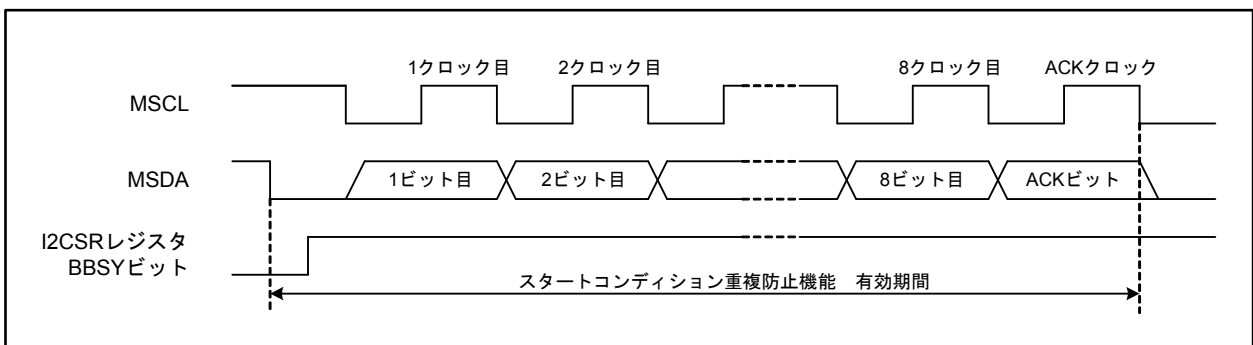 1クロック目 2クロック目 8クロック目 ACKクロック
MSCL
MSDA 1ビット目 2ビット目 8ビット目 ACKビット
I2CSRレジスタ
BBSYビット
スタートコンディション重複防止機能 有効期間